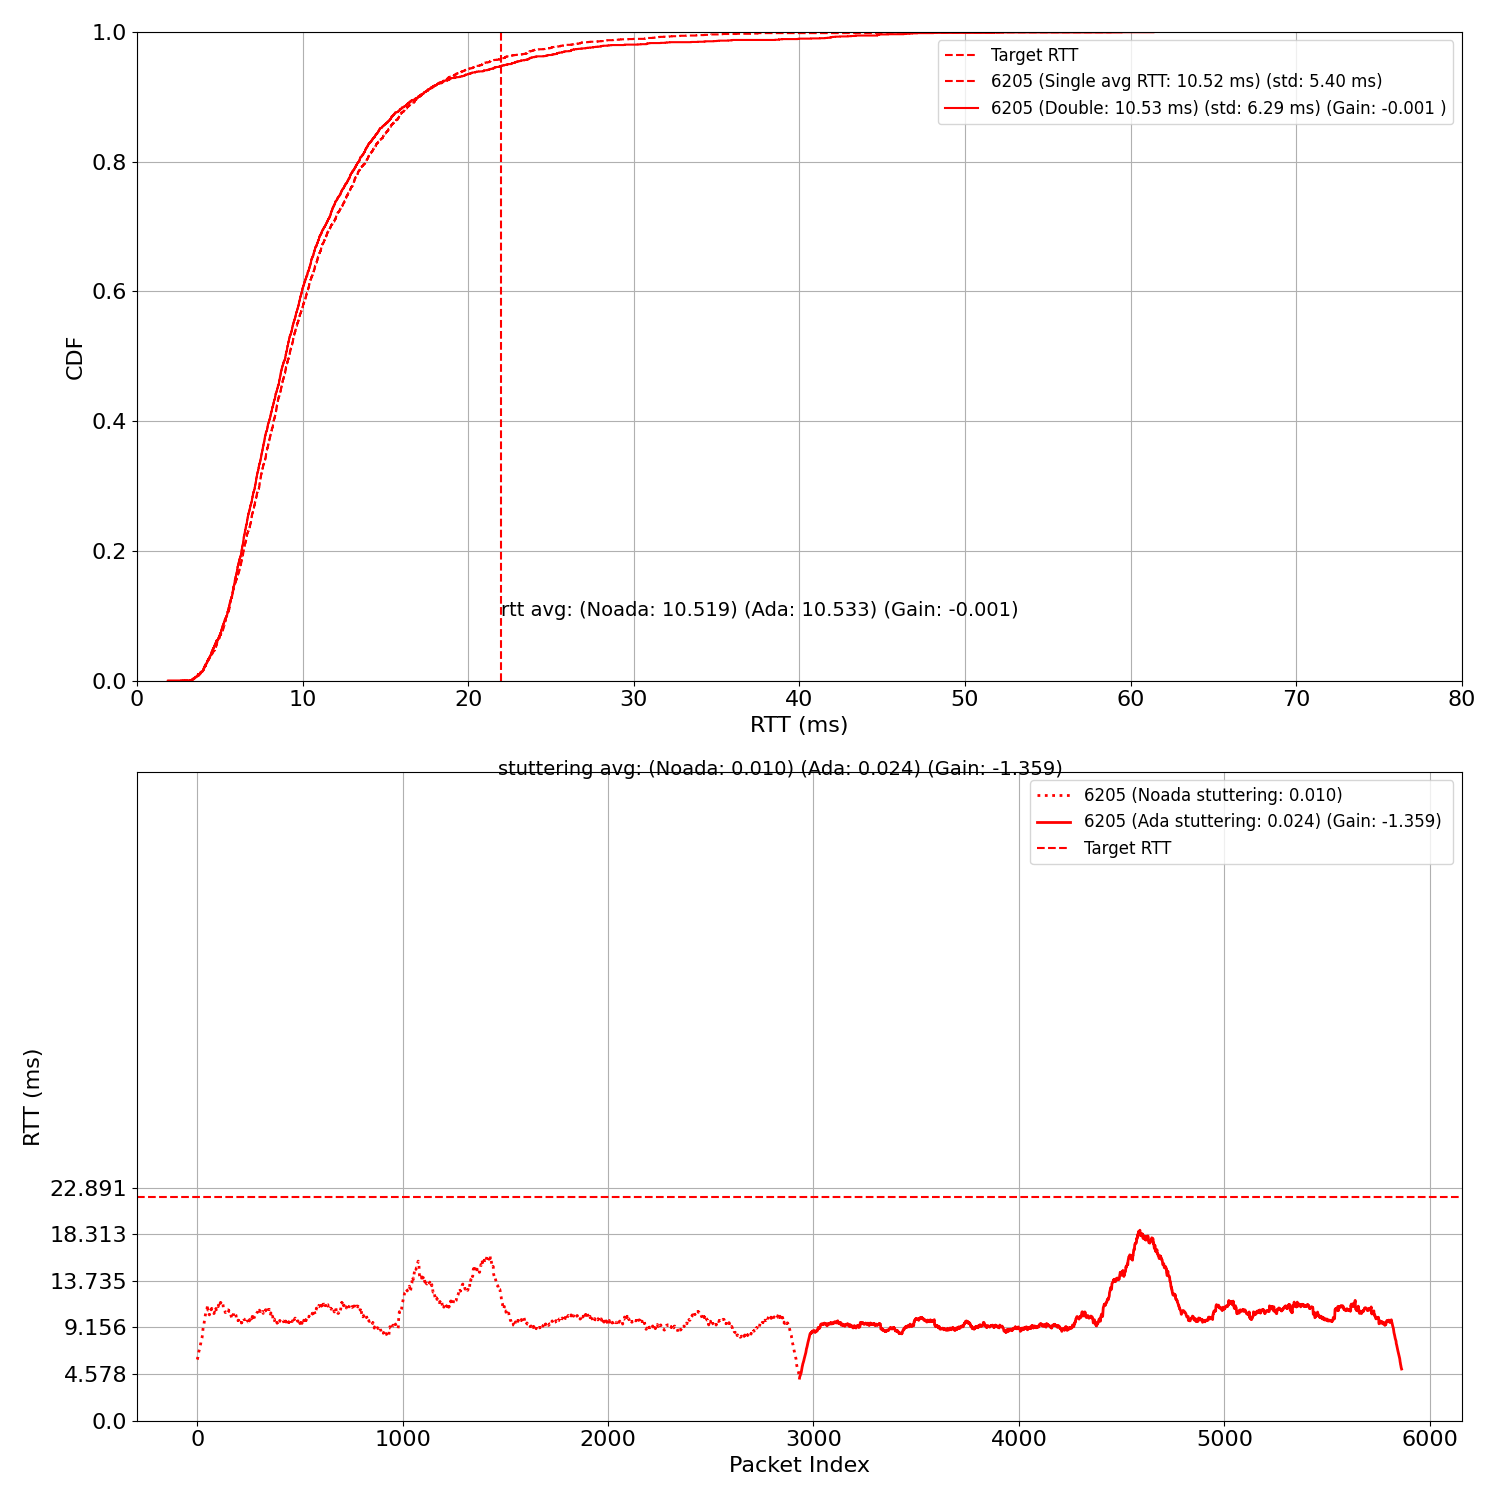 1.0
0.8
0.6
0.4
0.2
0.0
CDF
Target RTT
6205 (Single avg RTT: 10.52 ms) (std: 5.40 ms)
6205 (Double: 10.53 ms) (std: 6.29 ms) (Gain: -0.001 )
rtt avg: (Noada: 10.519) (Ada: 10.533) (Gain: -0.001)
0 10 20 30 40 50 60 70 80
RTT (ms)
stuttering avg: (Noada: 0.010) (Ada: 0.024) (Gain: -1.359)
6205 (Noada stuttering: 0.010)
6205 (Ada stuttering: 0.024) (Gain: -1.359)
Target RTT
RTT (ms)
22.891
18.313
13.735
9.156
4.578
0.0
0 1000 2000 3000 4000 5000 6000
Packet Index